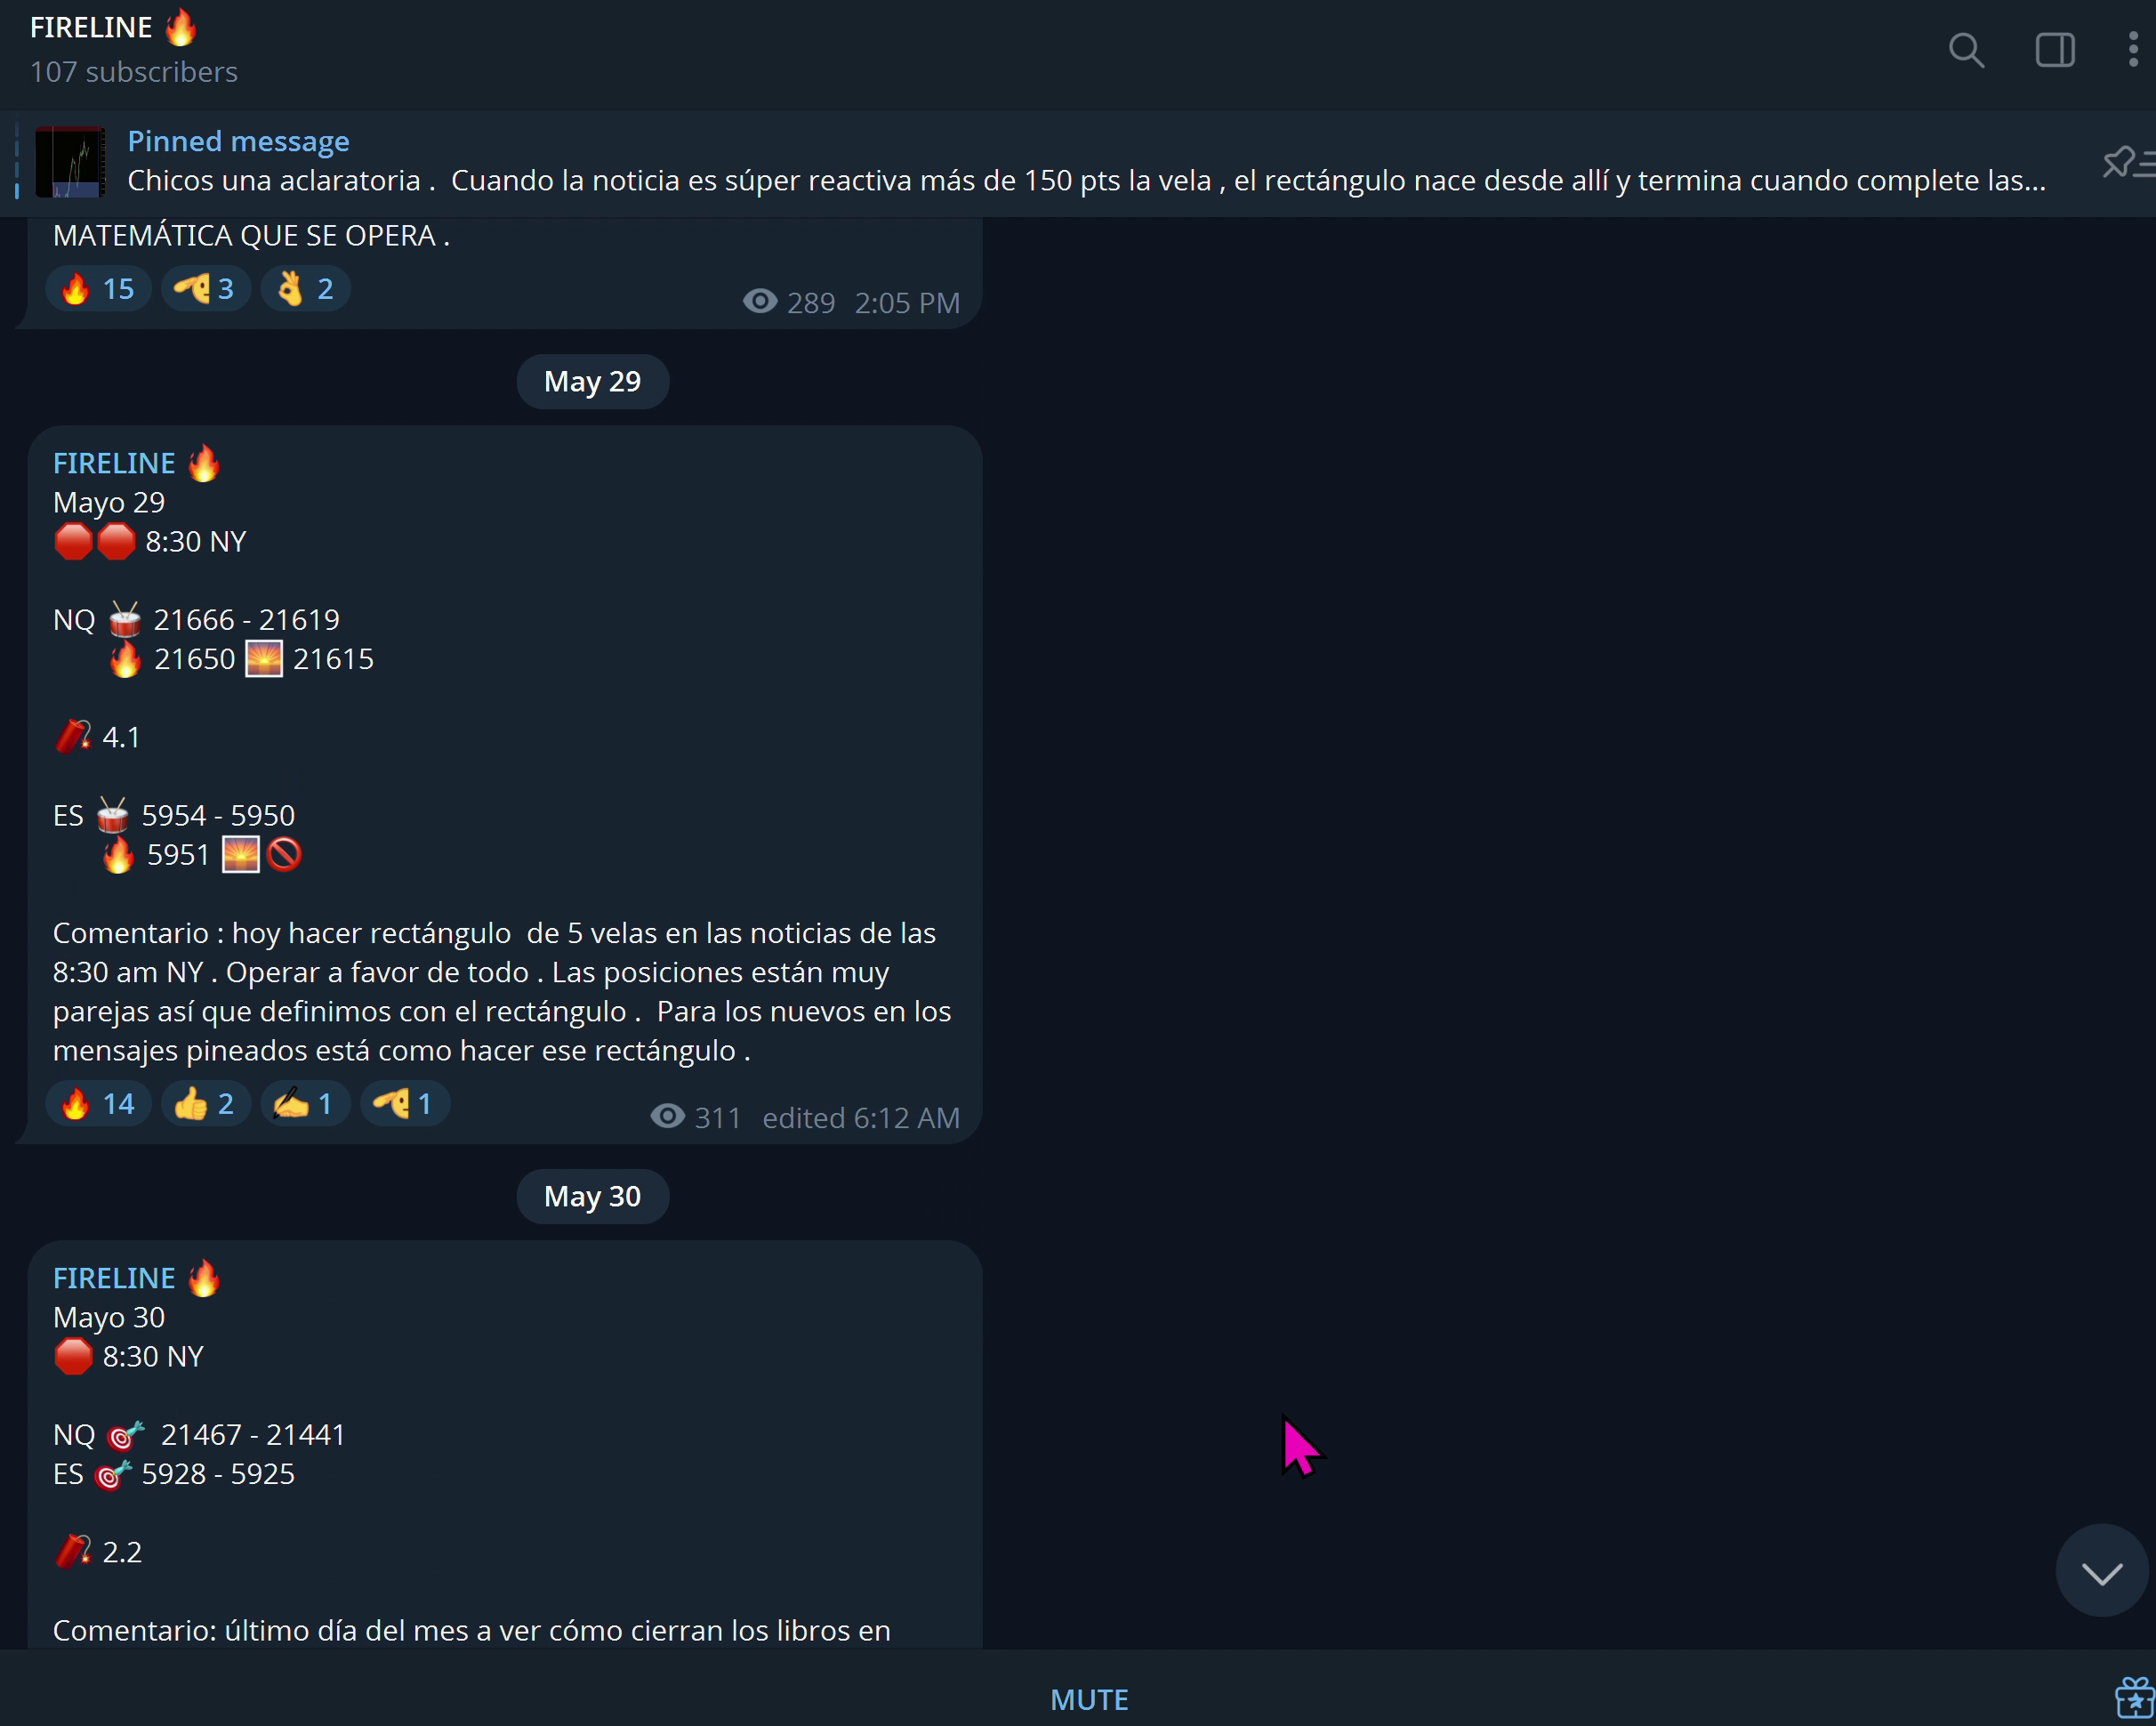 FIRELINE 🔥
107 subscribers
Pinned message
Chicos una aclaratoria .  Cuando la noticia es súper reactiva más de 150 pts la vela , el rectángulo nace desde allí y termina cuando complete las...
MATEMÁTICA QUE SE OPERA .
🔥 15 🫱 3 👌 2
289 2:05 PM
May 29
FIRELINE 🔥
Mayo 29
🛑🛑 8:30 NY
NQ 🥁 21666 - 21619
🔥 21650 🌅 21615
🧨 4.1
ES 🥁 5954 - 5950
🔥 5951 🌅🚫
Comentario : hoy hacer rectángulo  de 5 velas en las noticias de las
8:30 am NY . Operar a favor de todo . Las posiciones están muy
parejas así que definimos con el rectángulo .  Para los nuevos en los
mensajes pineados está como hacer ese rectángulo .
🔥 14 👍 2 ✍️ 1 🫡 1
311 edited 6:12 AM
May 30
FIRELINE 🔥
Mayo 30
🛑 8:30 NY
NQ 🎯 21467 - 21441
ES 🎯 5928 - 5925
🧨 2.2
Comentario: último día del mes a ver cómo cierran los libros en
MUTE